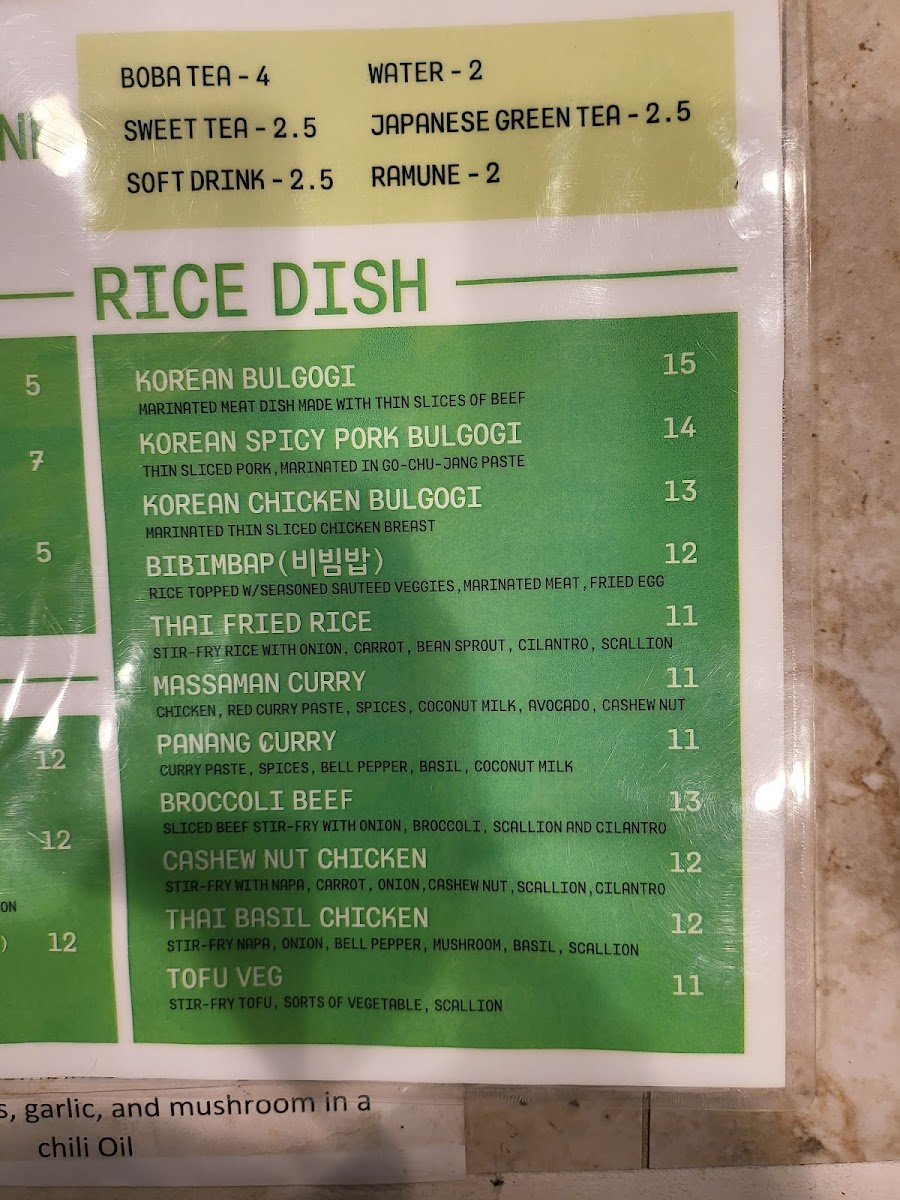 BOBA TEA - 4
WATER - 2
SWEET TEA - 2.5
JAPANESE GREEN TEA - 2.5
SOFT DRINK - 2.5
RAMUNE - 2
RICE DISH
KOREAN BULGOGI 15
MARINATED MEAT DISH MADE WITH THIN SLICES OF BEEF
KOREAN SPICY PORK BULGOGI 14
THIN SLICED PORK, MARINATED IN GO-CHU-JANG PASTE
KOREAN CHICKEN BULGOGI 13
MARINATED THIN SLICED CHICKEN BREAST
BIBIMBAP(비빔밥) 12
RICE TOPPED W/SEASONED SAUTEED VEGGIES, MARINATED MEAT, FRIED EGG
THAI FRIED RICE 11
STIR-FRY RICE WITH ONION, CARROT, BEAN SPROUT, CILANTRO, SCALLION
MASSAMAN CURRY 11
CHICKEN, RED CURRY PASTE, SPICES, COCONUT MILK, AVOCADO, CASHEW NUT
PANANG CURRY 11
CURRY PASTE, SPICES, BELL PEPPER, BASIL, COCONUT MILK
BROCCOLI BEEF 13
SLICED BEEF STIR-FRY WITH ONION, BROCCOLI, SCALLION AND CILANTRO
CASHEW NUT CHICKEN 12
STIR-FRY WITH NAPA, CARROT, ONION, CASHEW NUT, SCALLION, CILANTRO
THAI BASIL CHICKEN 12
STIR-FRY NAPA, ONION, BELL PEPPER, MUSHROOM, BASIL, SCALLION
TOFU VEG 11
STIR-FRY TOFU, SORTS OF VEGETABLE, SCALLION
5
7
5
12
12
ON
) 12
s, garlic, and mushroom in a
chili Oil